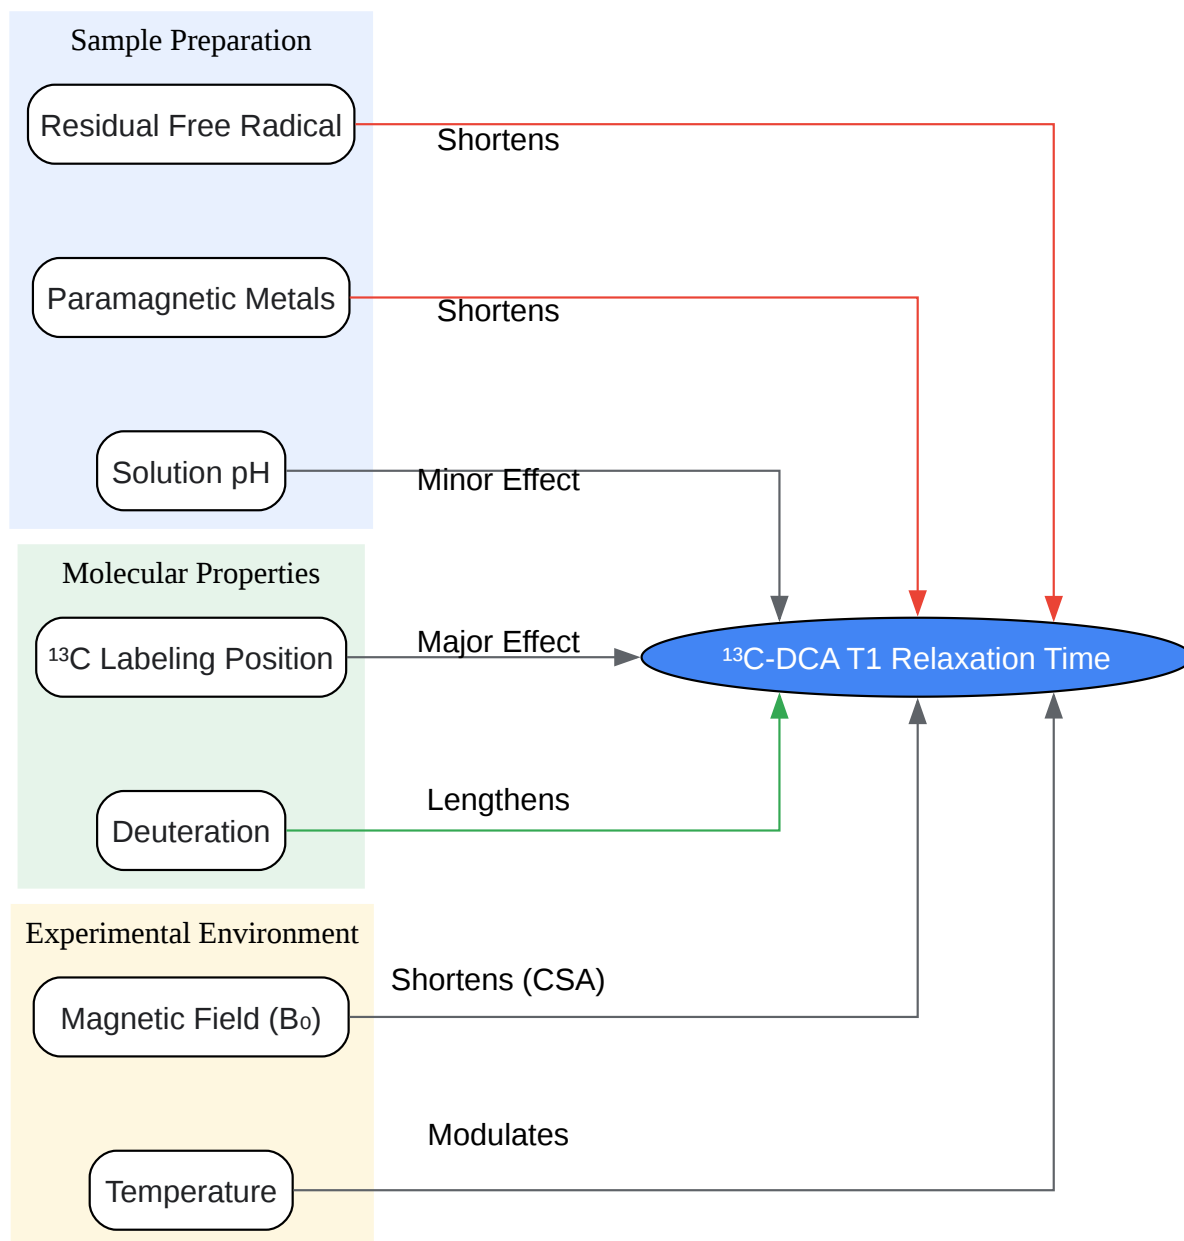 Sample Preparation
Residual Free Radical
Shortens
Paramagnetic Metals
Shortens
Solution pH
Minor Effect
Molecular Properties
¹³C Labeling Position
Major Effect
¹³C-DCA T1 Relaxation Time
Deuteration
Lengthens
Experimental Environment
Magnetic Field (B₀)
Shortens (CSA)
Temperature
Modulates